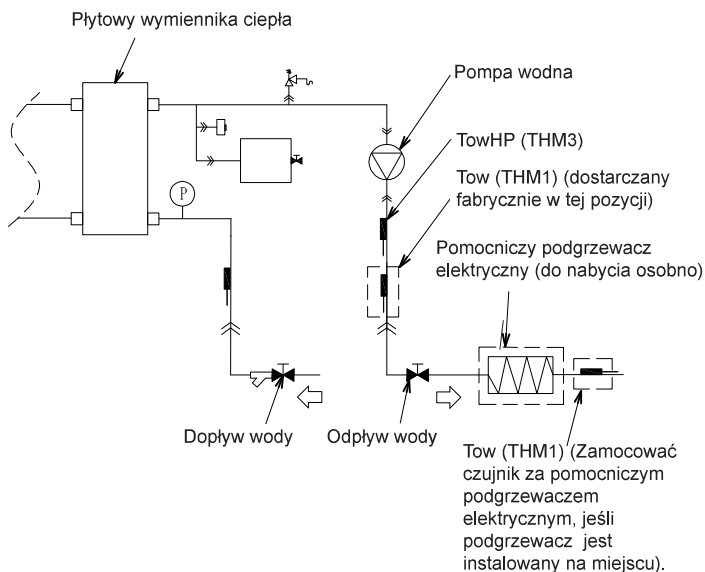 Płytowy wymiennika ciepła
Pompa wodna
TowHP (THM3)
Tow (THM1) (dostarczany
fabrycznie w tej pozycji)
P
Pomocniczy podgrzewacz
elektryczny (do nabycia osobno)
Dopływ wody
Odpływ wody
Tow (THM1) (Zamocować
czujnik za pomocniczym
podgrzewaczem
elektrycznym, jeśli
podgrzewacz jest
instalowany na miejscu).